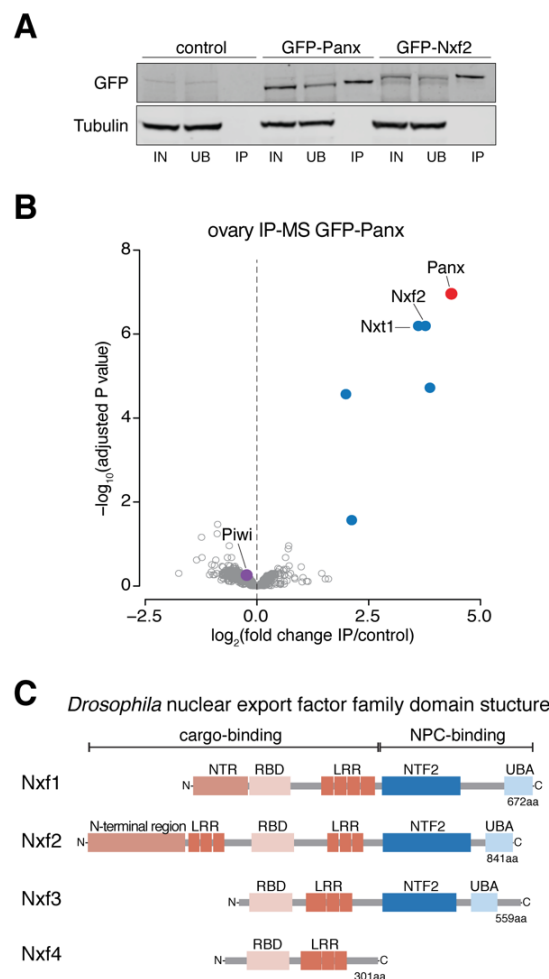 A
control GFP-Panx GFP-Nxf2
GFP
Tubulin
IN UB IP IN UB IP IN UB IP
B
ovary IP-MS GFP-Panx
8
Panx
Nxf2
Nxt1
6
4
2
Piwi
0
−log10(adjusted P value)
−2.5 0.0 2.5 5.0
log2(fold change IP/control)
C
Drosophila nuclear export factor family domain stucture
cargo-binding NPC-binding
NTR RBD LRR NTF2 UBA
Nxf1 N- -C
672aa
N-terminal region LRR RBD LRR NTF2 UBA
Nxf2 N- -C
841aa
RBD LRR NTF2 UBA
Nxf3 N- -C
559aa
RBD LRR
Nxf4 N- -C
301aa